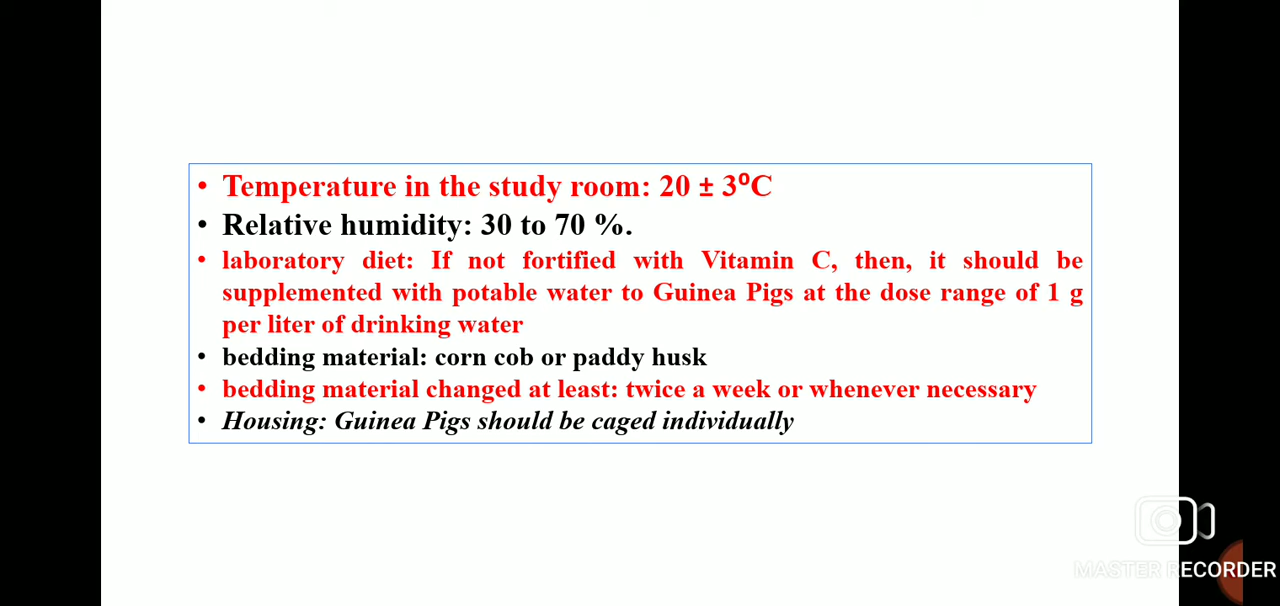 • Temperature in the study room: 20 ± 3⁰C
• Relative humidity: 30 to 70 %.
• laboratory diet: If not fortified with Vitamin C, then, it should be
supplemented with potable water to Guinea Pigs at the dose range of 1 g
per liter of drinking water
• bedding material: corn cob or paddy husk
• bedding material changed at least: twice a week or whenever necessary
• Housing: Guinea Pigs should be caged individually
MASTER RECORDER